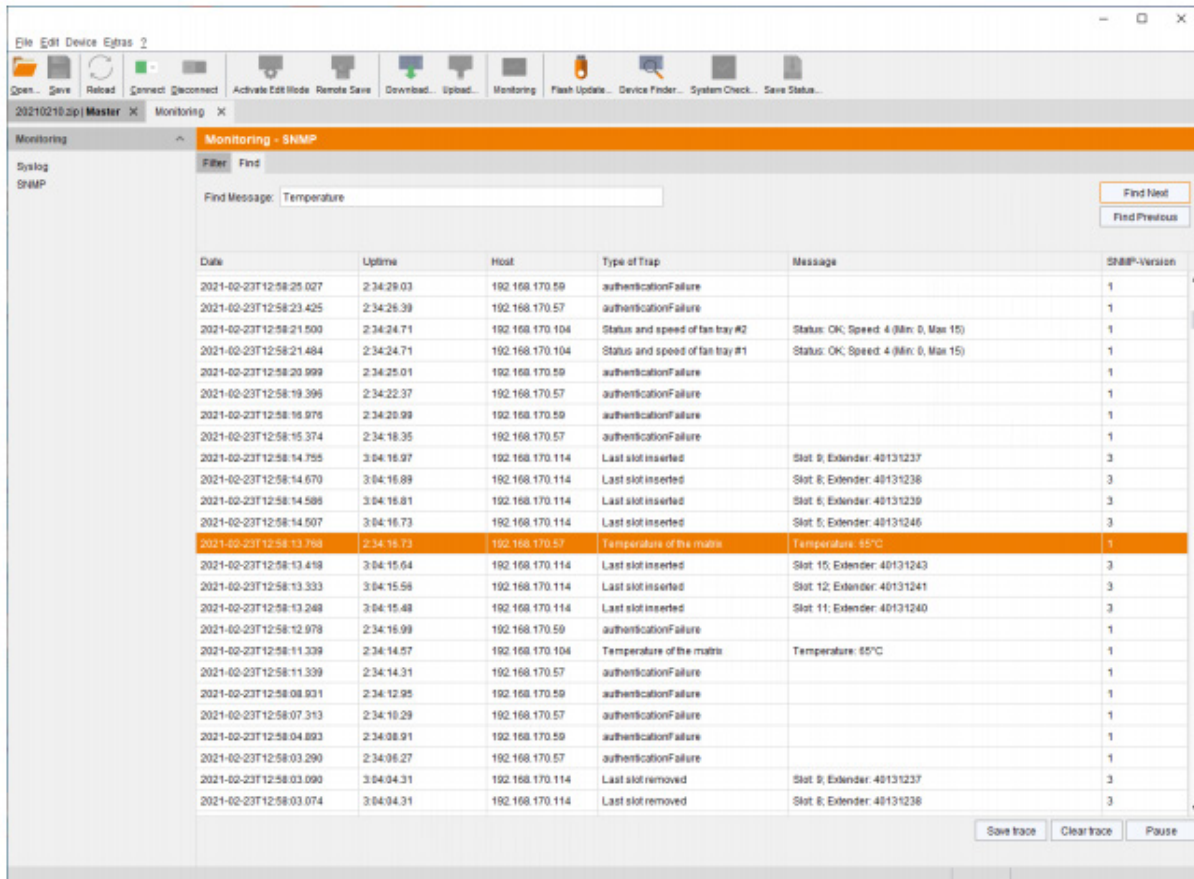 File Edit Device Extras ?
Open... Save Reload Connect Disconnect Activate Edit Mode Remote Save Download... Upload... Monitoring Flash Update... Device Finder... System Check... Save Status...
20210210.zip | Master Monitoring
Monitoring Monitoring - SNMP
Syslog Filter Find
SNMP
Find Message: Temperature Find Next
Find Previous
Date Uptime Host Type of Trap Message SNMP-Version
2021-02-23T12:58:25.027 2:34:29.03 192.168.170.59 authenticationFailure 1
2021-02-23T12:58:23.425 2:34:26.39 192.168.170.57 authenticationFailure 1
2021-02-23T12:58:21.500 2:34:24.71 192.168.170.104 Status and speed of fan tray #2 Status: OK; Speed: 4 (Min: 0, Max 15) 1
2021-02-23T12:58:21.484 2:34:24.71 192.168.170.104 Status and speed of fan tray #1 Status: OK; Speed: 4 (Min: 0, Max 15) 1
2021-02-23T12:58:20.999 2:34:25.01 192.168.170.59 authenticationFailure 1
2021-02-23T12:58:19.396 2:34:22.37 192.168.170.57 authenticationFailure 1
2021-02-23T12:58:16.976 2:34:20.99 192.168.170.59 authenticationFailure 1
2021-02-23T12:58:15.374 2:34:18.35 192.168.170.57 authenticationFailure 1
2021-02-23T12:58:14.755 3:04:16.97 192.168.170.114 Last slot inserted Slot: 9; Extender: 40131237 3
2021-02-23T12:58:14.670 3:04:16.89 192.168.170.114 Last slot inserted Slot: 8; Extender: 40131238 3
2021-02-23T12:58:14.586 3:04:16.81 192.168.170.114 Last slot inserted Slot: 6; Extender: 40131239 3
2021-02-23T12:58:14.507 3:04:16.73 192.168.170.114 Last slot inserted Slot: 5; Extender: 40131246 3
2021-02-23T12:58:13.768 2:34:16.73 192.168.170.57 Temperature of the matrix Temperature: 65°C 1
2021-02-23T12:58:13.418 3:04:15.64 192.168.170.114 Last slot inserted Slot: 15; Extender: 40131243 3
2021-02-23T12:58:13.333 3:04:15.56 192.168.170.114 Last slot inserted Slot: 12; Extender: 40131241 3
2021-02-23T12:58:13.248 3:04:15.48 192.168.170.114 Last slot inserted Slot: 11; Extender: 40131240 3
2021-02-23T12:58:12.978 2:34:16.99 192.168.170.59 authenticationFailure 1
2021-02-23T12:58:11.339 2:34:14.57 192.168.170.104 Temperature of the matrix Temperature: 65°C 1
2021-02-23T12:58:11.339 2:34:14.31 192.168.170.57 authenticationFailure 1
2021-02-23T12:58:08.931 2:34:12.95 192.168.170.59 authenticationFailure 1
2021-02-23T12:58:07.313 2:34:10.29 192.168.170.57 authenticationFailure 1
2021-02-23T12:58:04.893 2:34:08.91 192.168.170.59 authenticationFailure 1
2021-02-23T12:58:03.290 2:34:06.27 192.168.170.57 authenticationFailure 1
2021-02-23T12:58:03.090 3:04:04.31 192.168.170.114 Last slot removed Slot: 9; Extender: 40131237 3
2021-02-23T12:58:03.074 3:04:04.31 192.168.170.114 Last slot removed Slot: 8; Extender: 40131238 3
Save trace Clear trace Pause